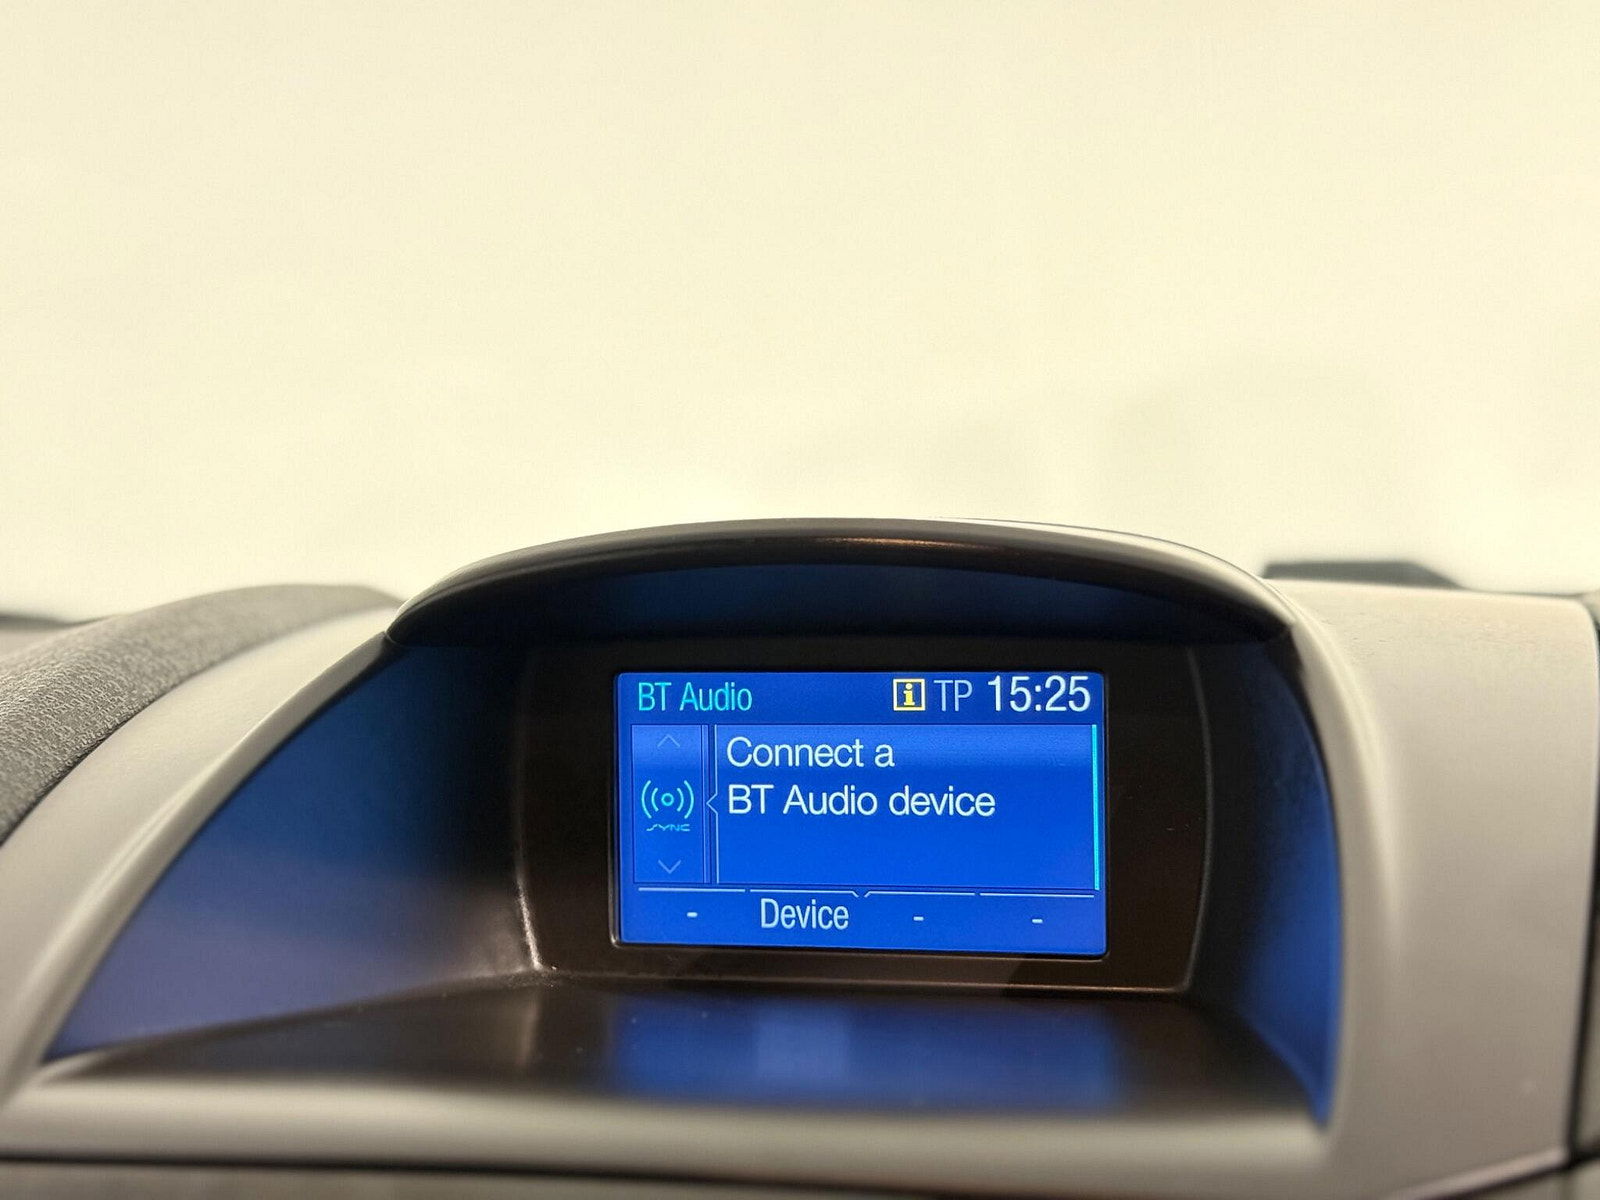 BT Audio i TP 15:25
Connect a
BT Audio device
SYNC
- Device - -